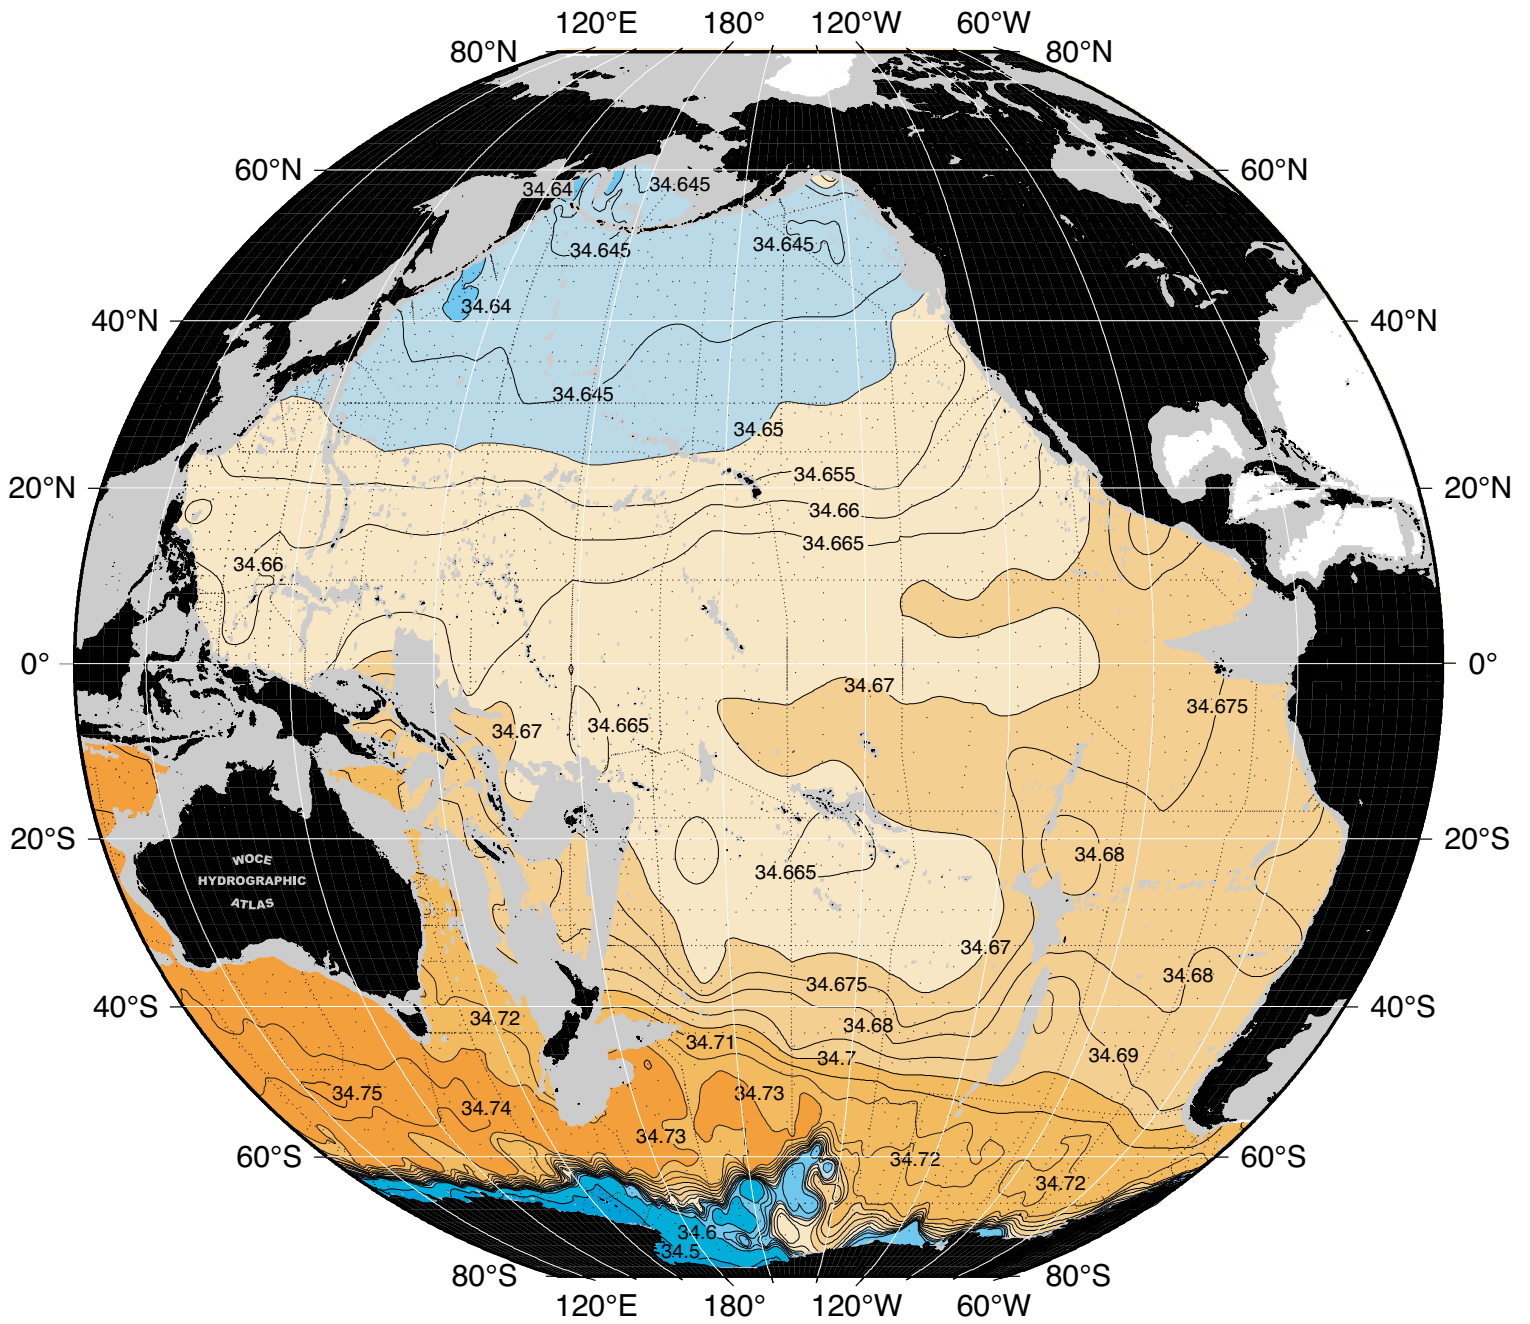 120°E 180° 120°W 60°W
80°N 80°N
60°N 60°N
34.64 34.645
34.645 34.645
34.64
40°N 40°N
34.645
34.65
34.655
20°N 20°N
34.66
34.665
34.66
0° 0°
34.67
34.675
34.67 34.665
20°S 20°S
34.68
WOCE
HYDROGRAPHIC
ATLAS
34.665
34.67
34.675 34.68
40°S 40°S
34.72 34.68
34.71 34.7 34.69
34.75 34.73
34.74
34.73
60°S 60°S
34.72
34.72
34.6
34.5
80°S 80°S
120°E 180° 120°W 60°W